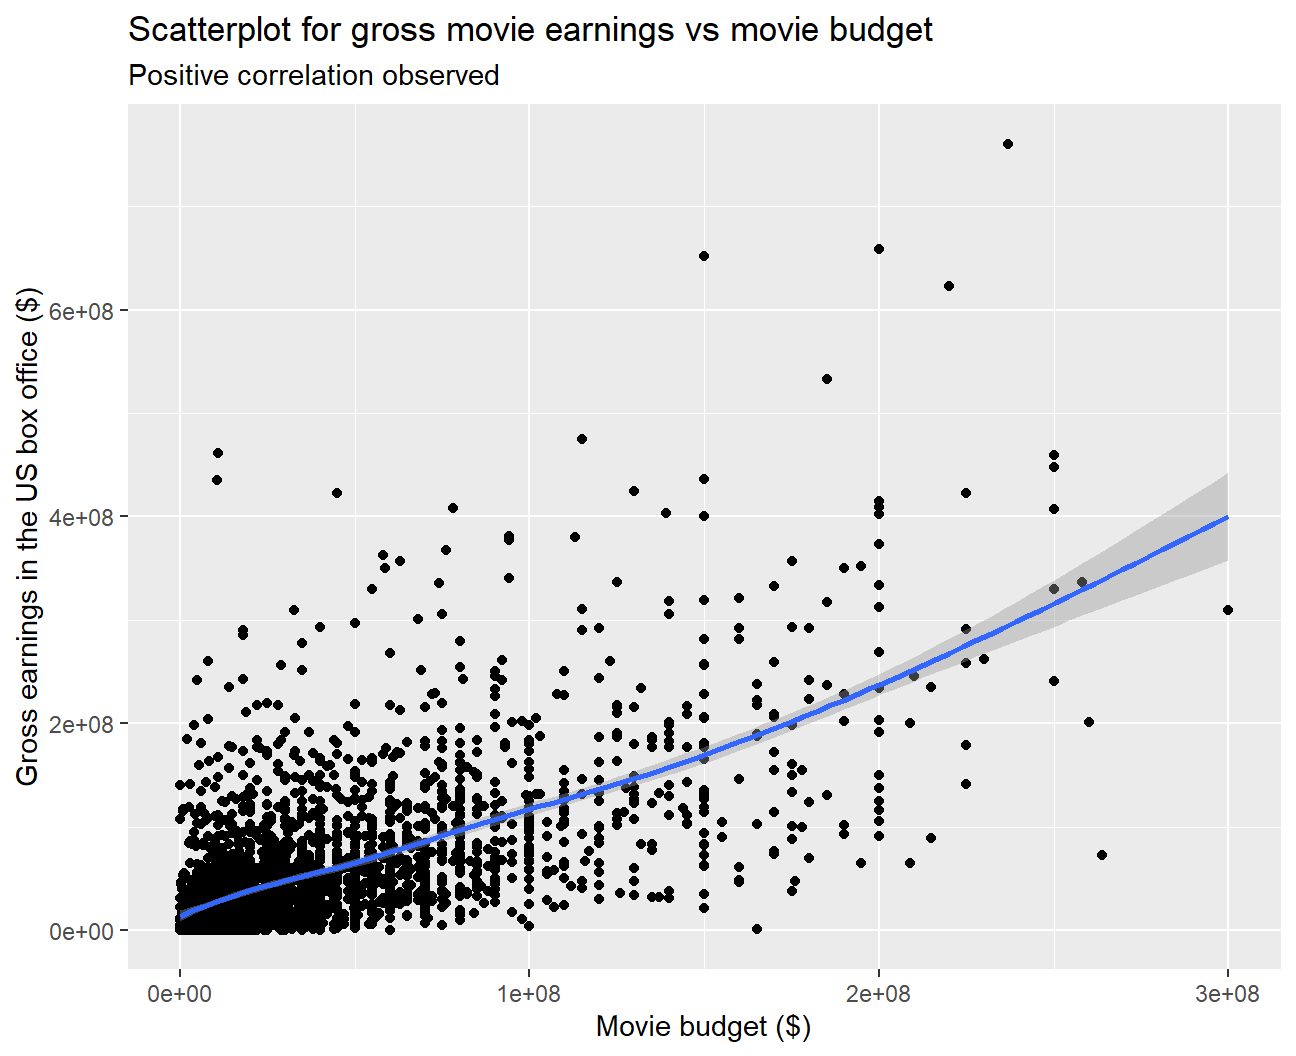 Scatterplot for gross movie earnings vs movie budget
Positive correlation observed
Gross earnings in the US box office ($)
6e+08
4e+08
2e+08
0e+00
0e+00 1e+08 2e+08 3e+08
Movie budget ($)